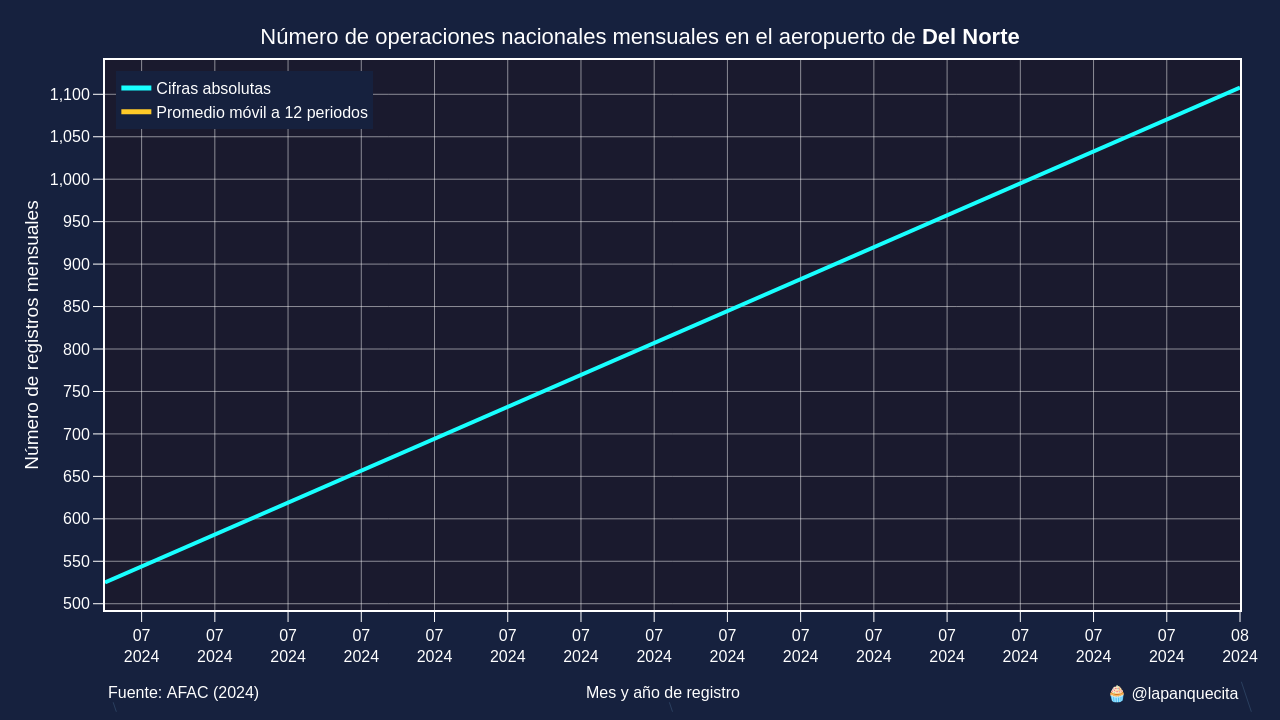 Número de operaciones nacionales mensuales en el aeropuerto de Del Norte
Cifras absolutas
Promedio móvil a 12 periodos
Número de registros mensuales
1,100
1,050
1,000
950
900
850
800
750
700
650
600
550
500
07 07 07 07 07 07 07 07 07 07 07 07 07 07 07 08
2024 2024 2024 2024 2024 2024 2024 2024 2024 2024 2024 2024 2024 2024 2024 2024
Fuente: AFAC (2024)
Mes y año de registro
🧁 @lapanquecita